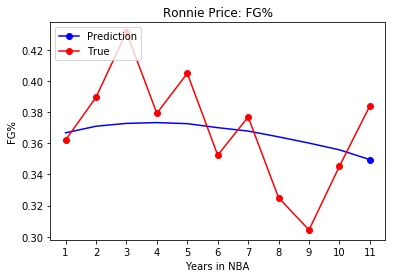 Ronnie Price: FG%
Prediction
True
0.42
0.40
0.38
0.36
0.34
0.32
0.30
FG%
1 2 3 4 5 6 7 8 9 10 11
Years in NBA